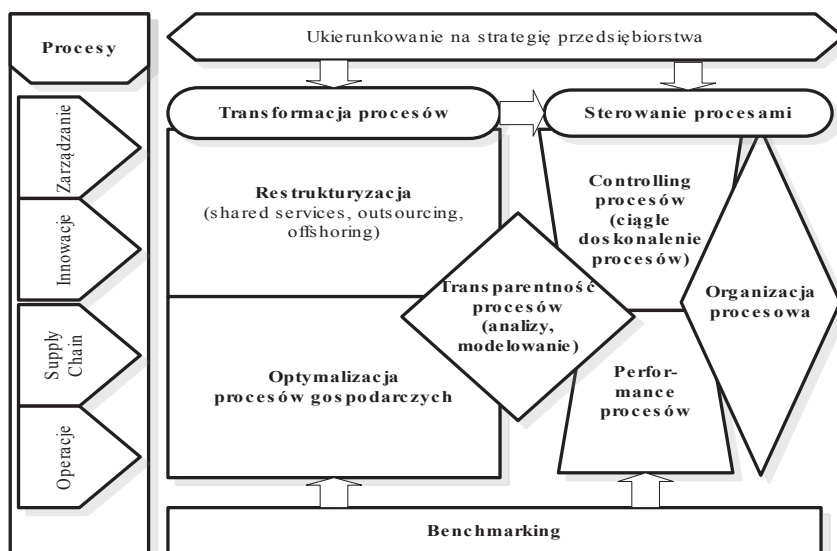 Procesy
Zarządzanie
Innowacje
Supply
Chain
Operacje
Ukierunkowanie na strategię przedsiębiorstwa
Transformacja procesów
Sterowanie procesami
Restrukturyzacja
(shared services, outsourcing,
offshoring)
Controlling
procesów
(ciągłe
doskonalenie
procesów)
Transparentność
procesów
(analizy,
modelowanie)
Organizacja
procesowa
Optymalizacja
procesów gospodarczych
Perfor-
mance
procesów
Benchmarking